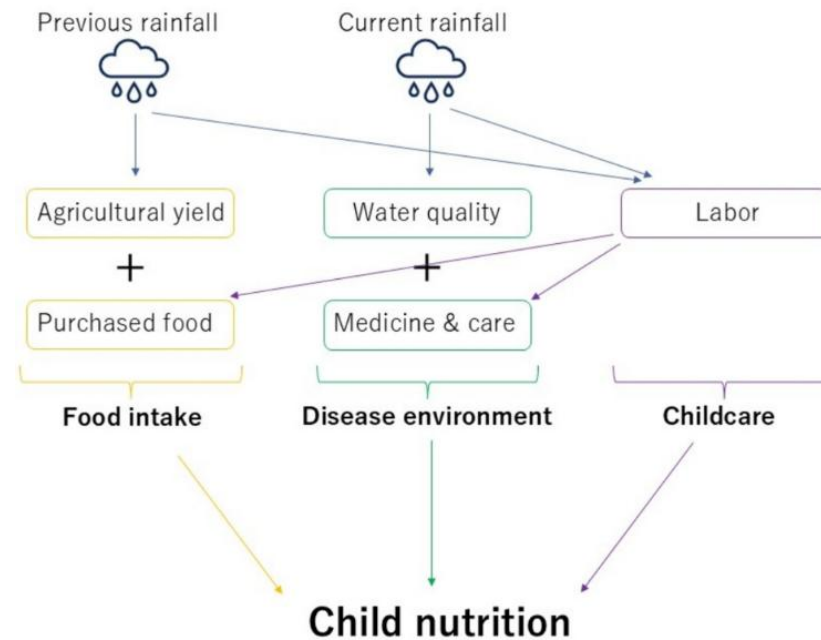 Previous rainfall
Current rainfall
Agricultural yield
Water quality
Labor
+
+
Purchased food
Medicine & care
Food intake
Disease environment
Childcare
Child nutrition